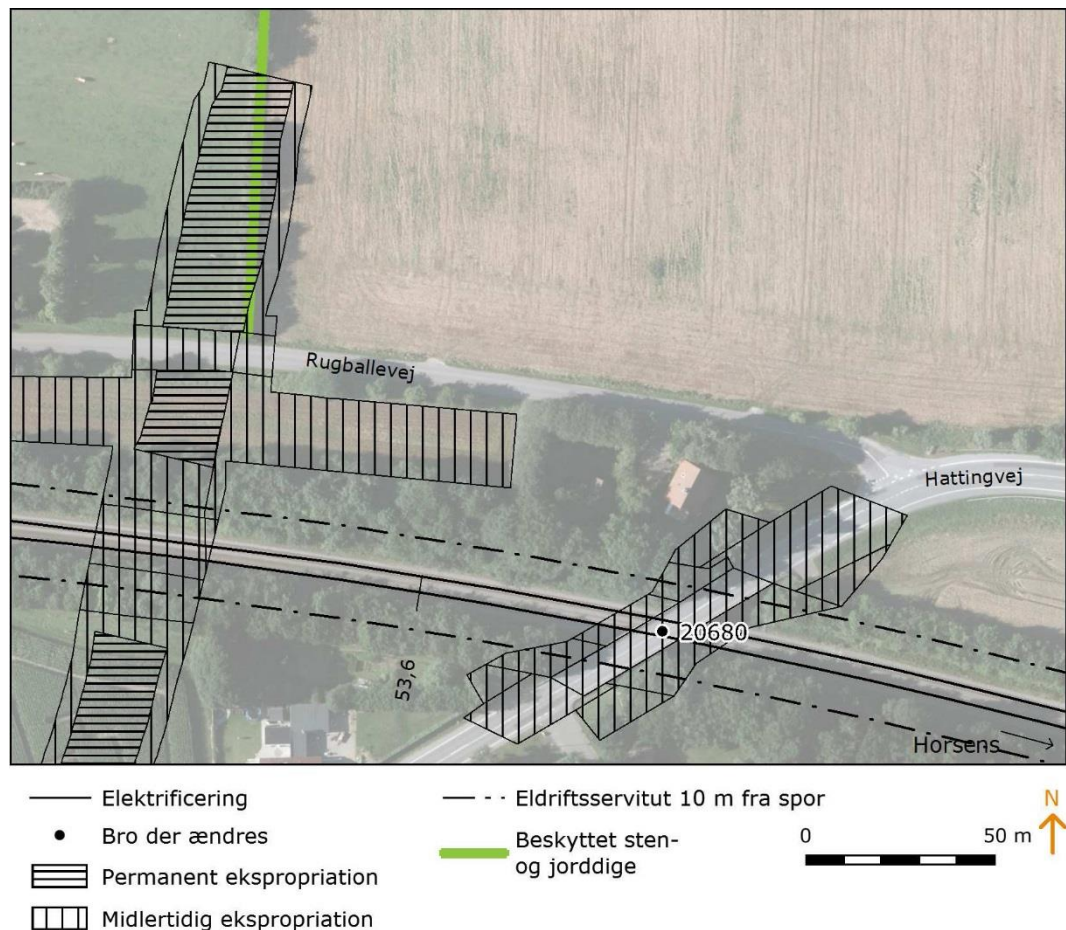 Rugballevej
Hattingvej
20680
53,6
Horsens
Elektrificering
Bro der ændres
Permanent ekspropriation
Midlertidig ekspropriation
Eldriftsservitut 10 m fra spor
Beskyttet sten-
og jorddige
0 50 m
N